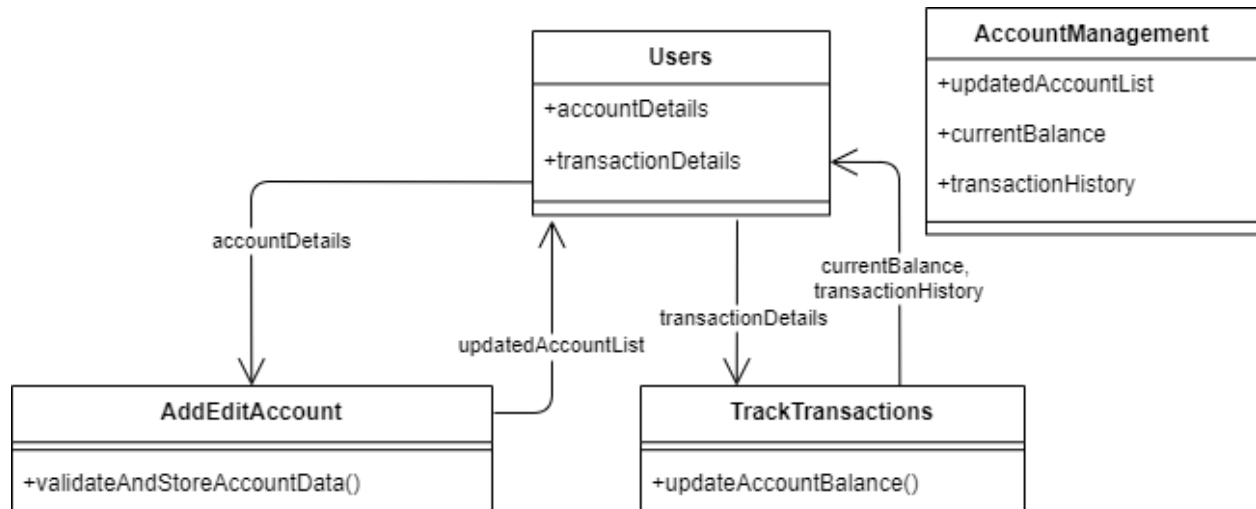 Users
+accountDetails
+transactionDetails
AccountManagement
+updatedAccountList
+currentBalance
+transactionHistory
accountDetails
updatedAccountList
transactionDetails
currentBalance,
transactionHistory
AddEditAccount
+validateAndStoreAccountData()
TrackTransactions
+updateAccountBalance()